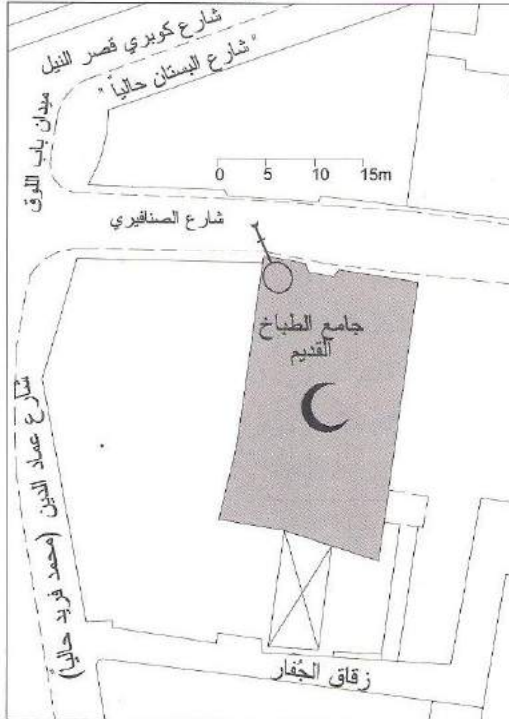 شارع كوبري قصر النيل
"شارع البستان حالياً"
ميدان باب اللوق
0 5 10 15m
شارع الصنافيري
جامع الطباخ
القديم
شارع عماد الدين (محمد فريد حالياً)
زقاق الجُفار